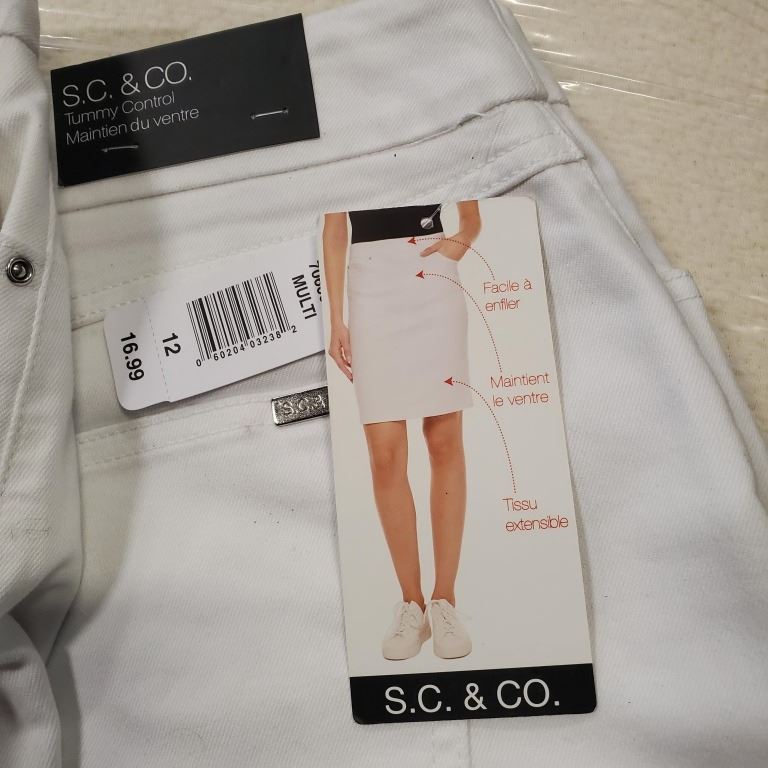 S.C. & CO.
Tummy Control
Maintien du ventre
MULTI
0 60204 03238 2
12
16.99
S.C.
Facile à
enfiler
Maintient
le ventre
Tissu
extensible
S.C. & CO.